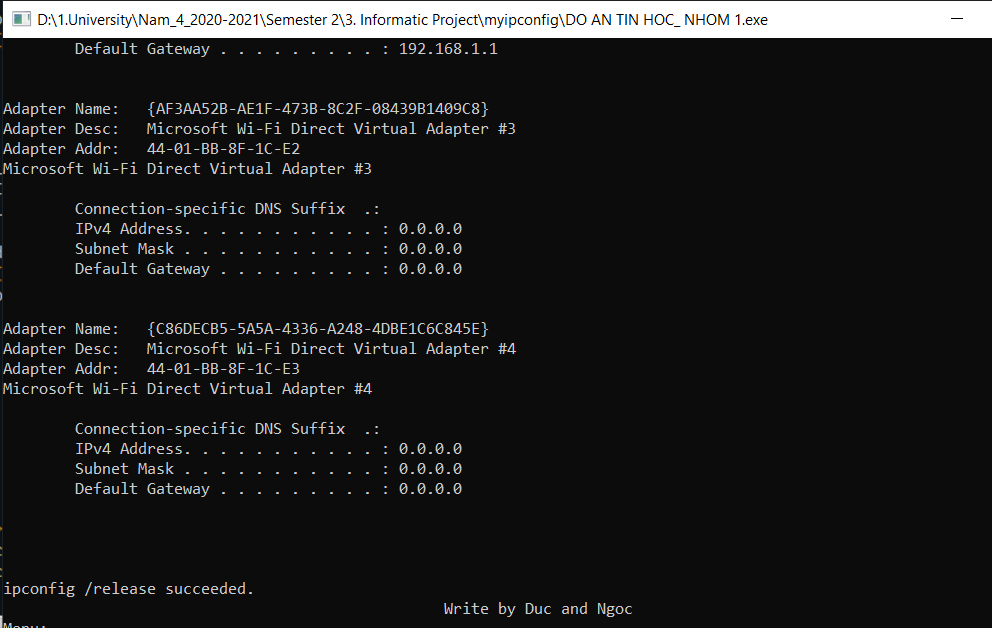 D:\1.University\Nam_4_2020-2021\Semester 2\3. Informatic Project\myipconfig\DO AN TIN HOC_ NHOM 1.exe
Default Gateway . . . . . . . . . : 192.168.1.1
Adapter Name: {AF3AA52B-AE1F-473B-8C2F-08439B1409C8}
Adapter Desc: Microsoft Wi-Fi Direct Virtual Adapter #3
Adapter Addr: 44-01-BB-8F-1C-E2
Microsoft Wi-Fi Direct Virtual Adapter #3
Connection-specific DNS Suffix .:
IPv4 Address. . . . . . . . . . . : 0.0.0.0
Subnet Mask . . . . . . . . . . . : 0.0.0.0
Default Gateway . . . . . . . . . : 0.0.0.0
Adapter Name: {C86DECB5-5A5A-4336-A248-4DBE1C6C845E}
Adapter Desc: Microsoft Wi-Fi Direct Virtual Adapter #4
Adapter Addr: 44-01-BB-8F-1C-E3
Microsoft Wi-Fi Direct Virtual Adapter #4
Connection-specific DNS Suffix .:
IPv4 Address. . . . . . . . . . . : 0.0.0.0
Subnet Mask . . . . . . . . . . . : 0.0.0.0
Default Gateway . . . . . . . . . : 0.0.0.0
ipconfig /release succeeded.
Write by Duc and Ngoc
Menu: